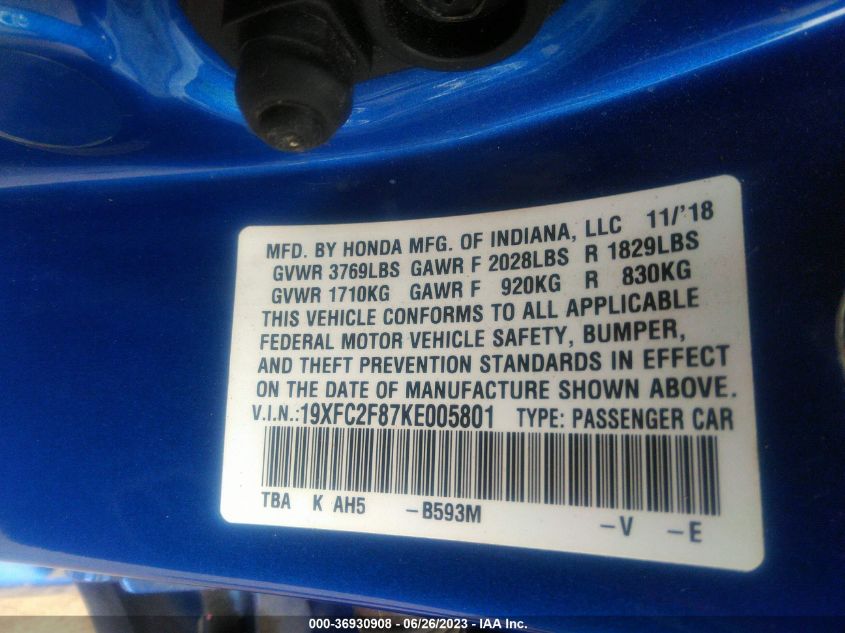 MFD. BY HONDA MFG. OF INDIANA, LLC 11/'18
GVWR 3769LBS GAWR F 2028LBS R 1829LBS
GVWR 1710KG GAWR F 920KG R 830KG
THIS VEHICLE CONFORMS TO ALL APPLICABLE
FEDERAL MOTOR VEHICLE SAFETY, BUMPER,
AND THEFT PREVENTION STANDARDS IN EFFECT
ON THE DATE OF MANUFACTURE SHOWN ABOVE.
V.I.N.:19XFC2F87KE005801 TYPE: PASSENGER CAR
TBA K AH5 -B593M -V -E
000-36930908 - 06/26/2023 - IAA Inc.